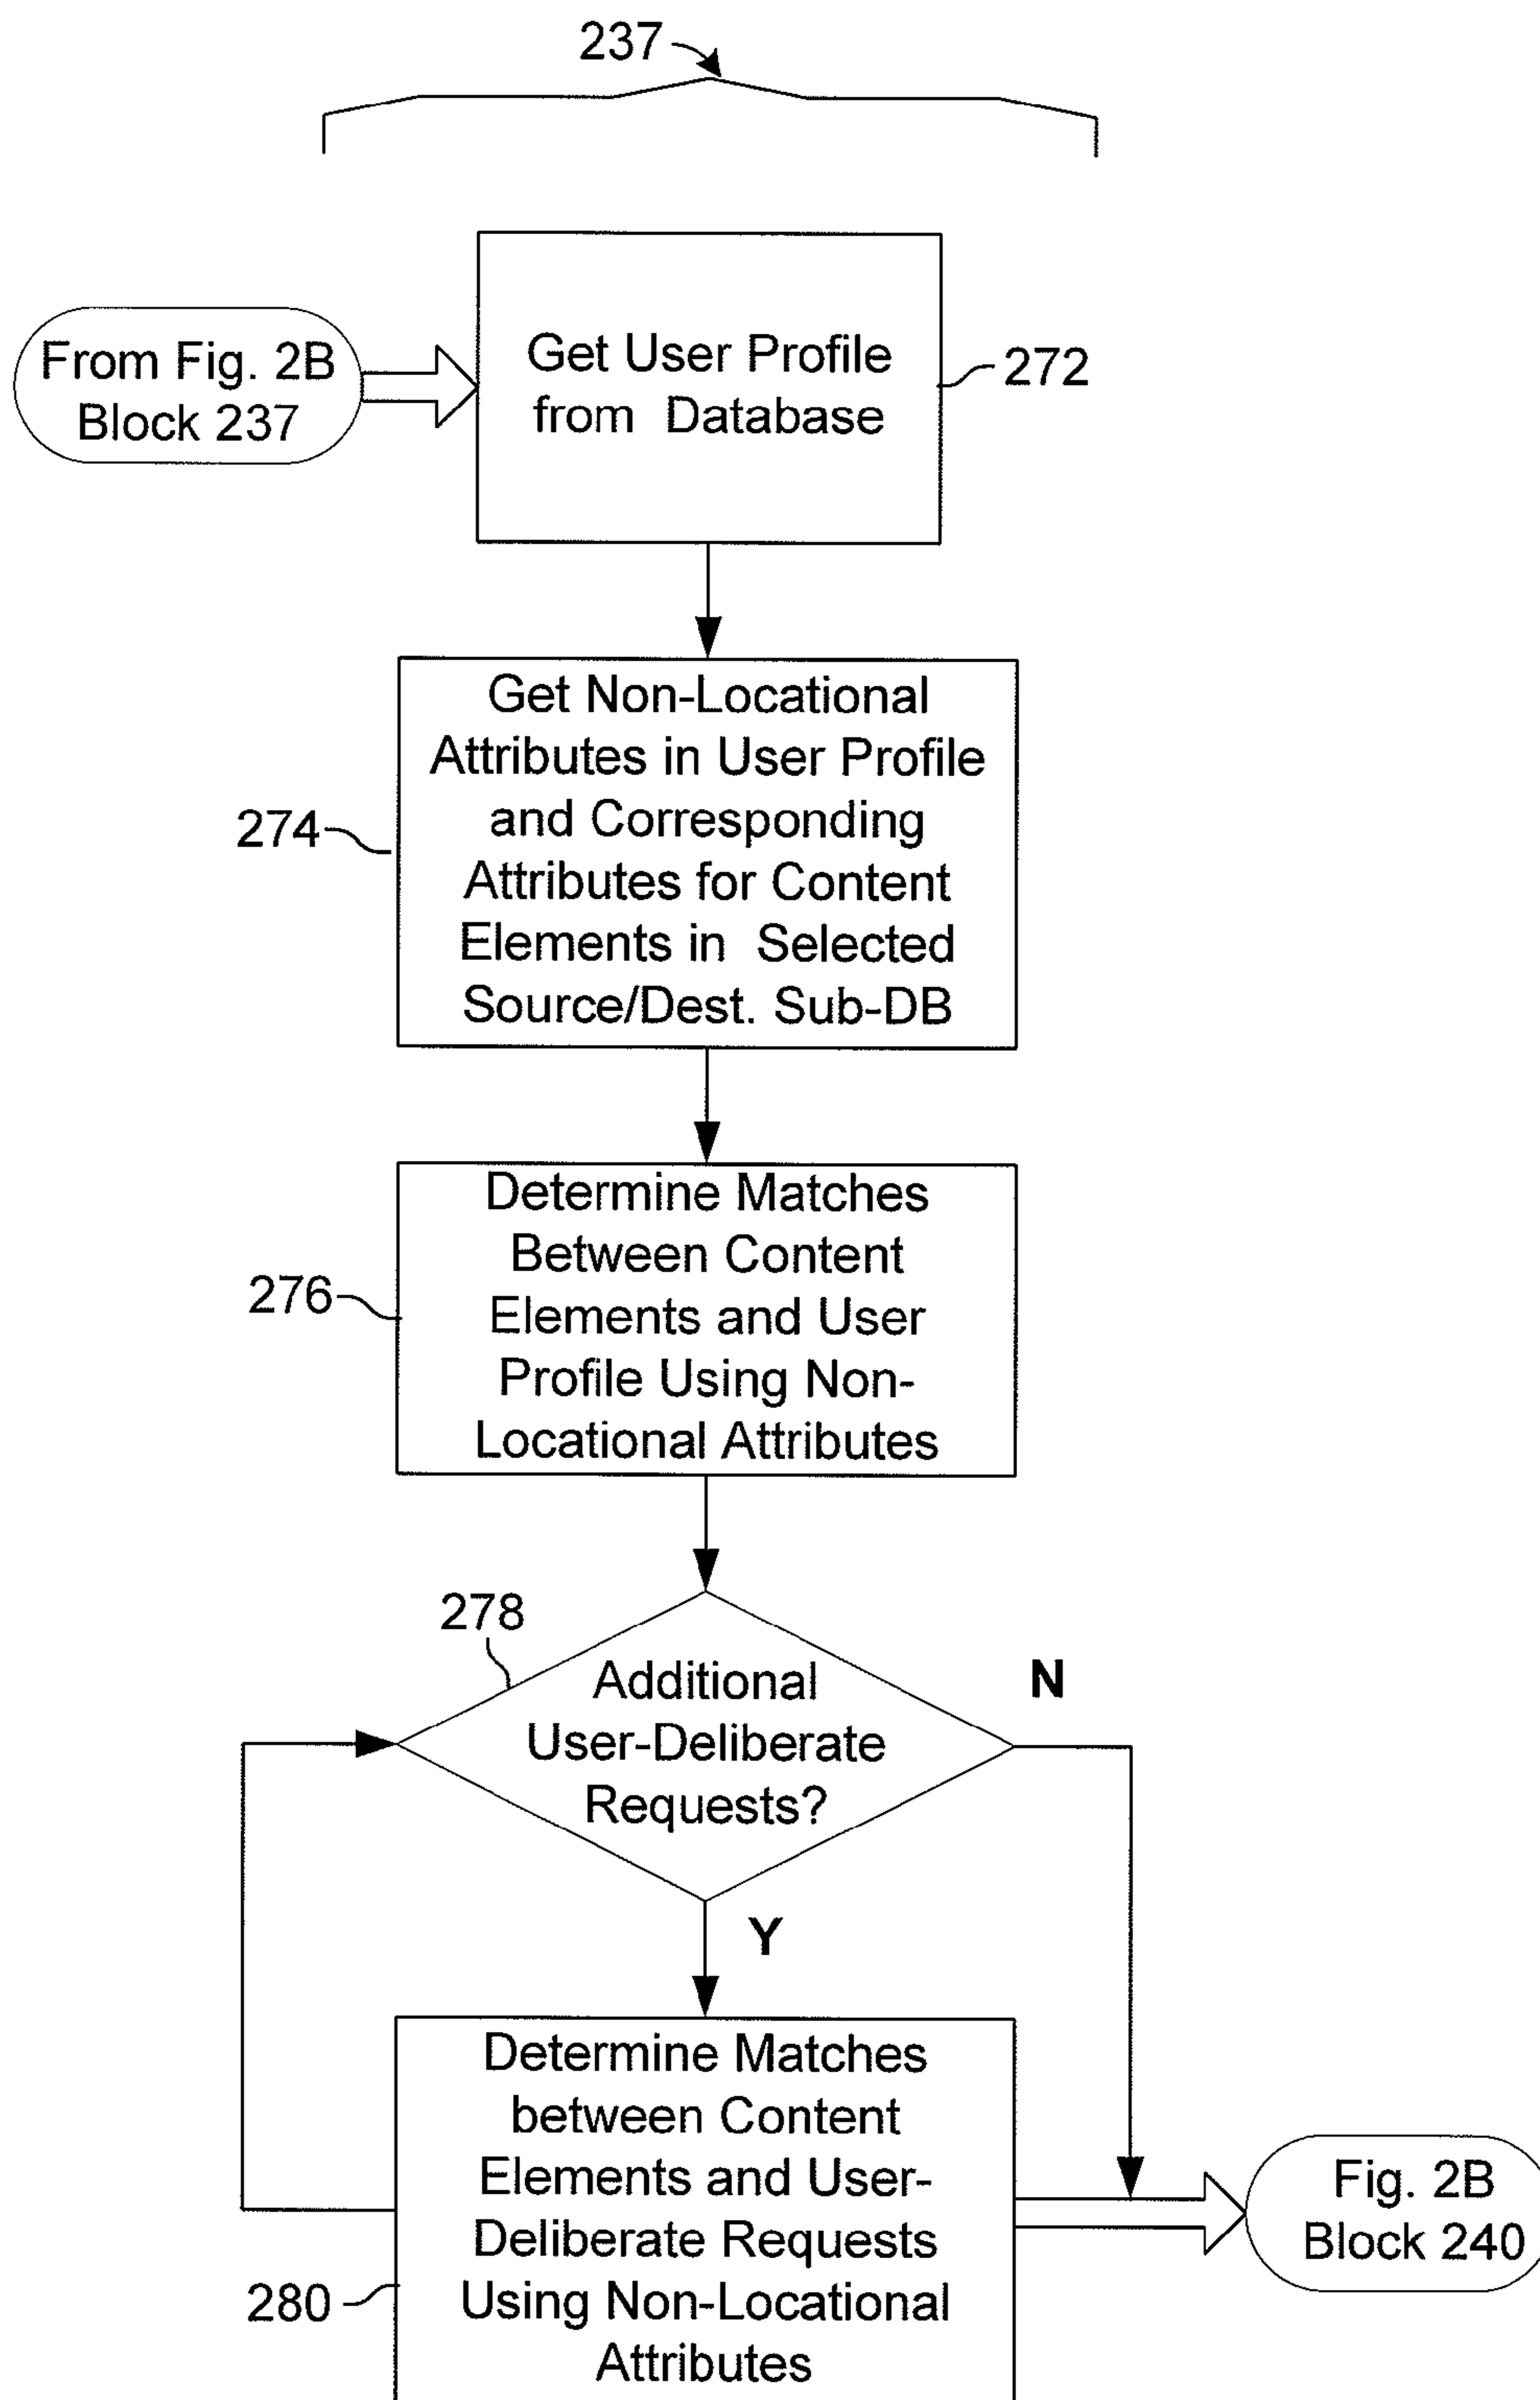 237
From Fig. 2B
Block 237
Get User Profile
from Database
272
Get Non-Locational
Attributes in User Profile
and Corresponding
Attributes for Content
Elements in Selected
Source/Dest. Sub-DB
274
Determine Matches
Between Content
Elements and User
Profile Using Non-
Locational Attributes
276
278
Additional
User-Deliberate
Requests?
N
Y
Determine Matches
between Content
Elements and User-
Deliberate Requests
Using Non-Locational
Attributes
280
Fig. 2B
Block 240